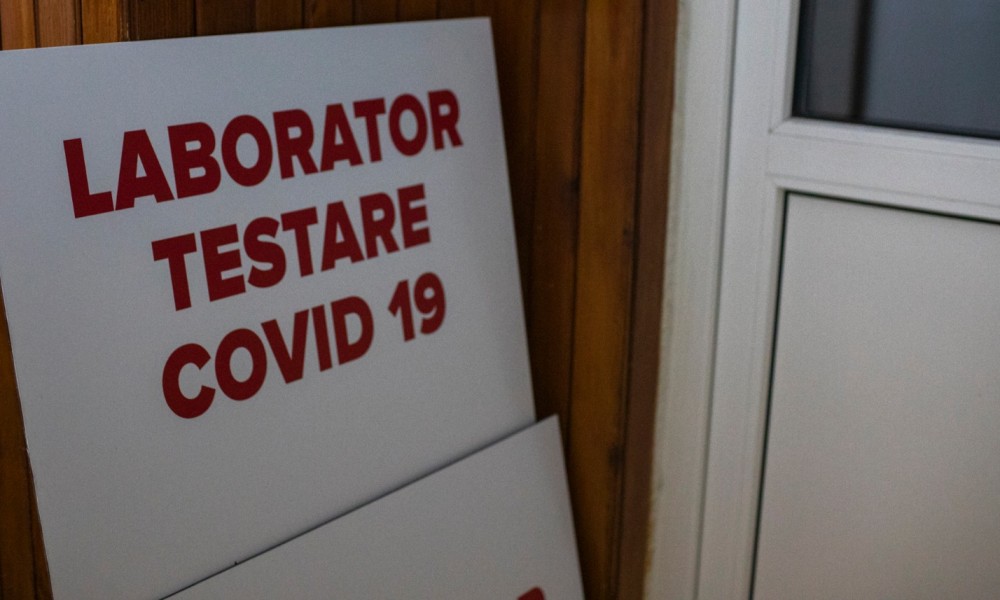 LABORATOR
TESTARE
COVID 19